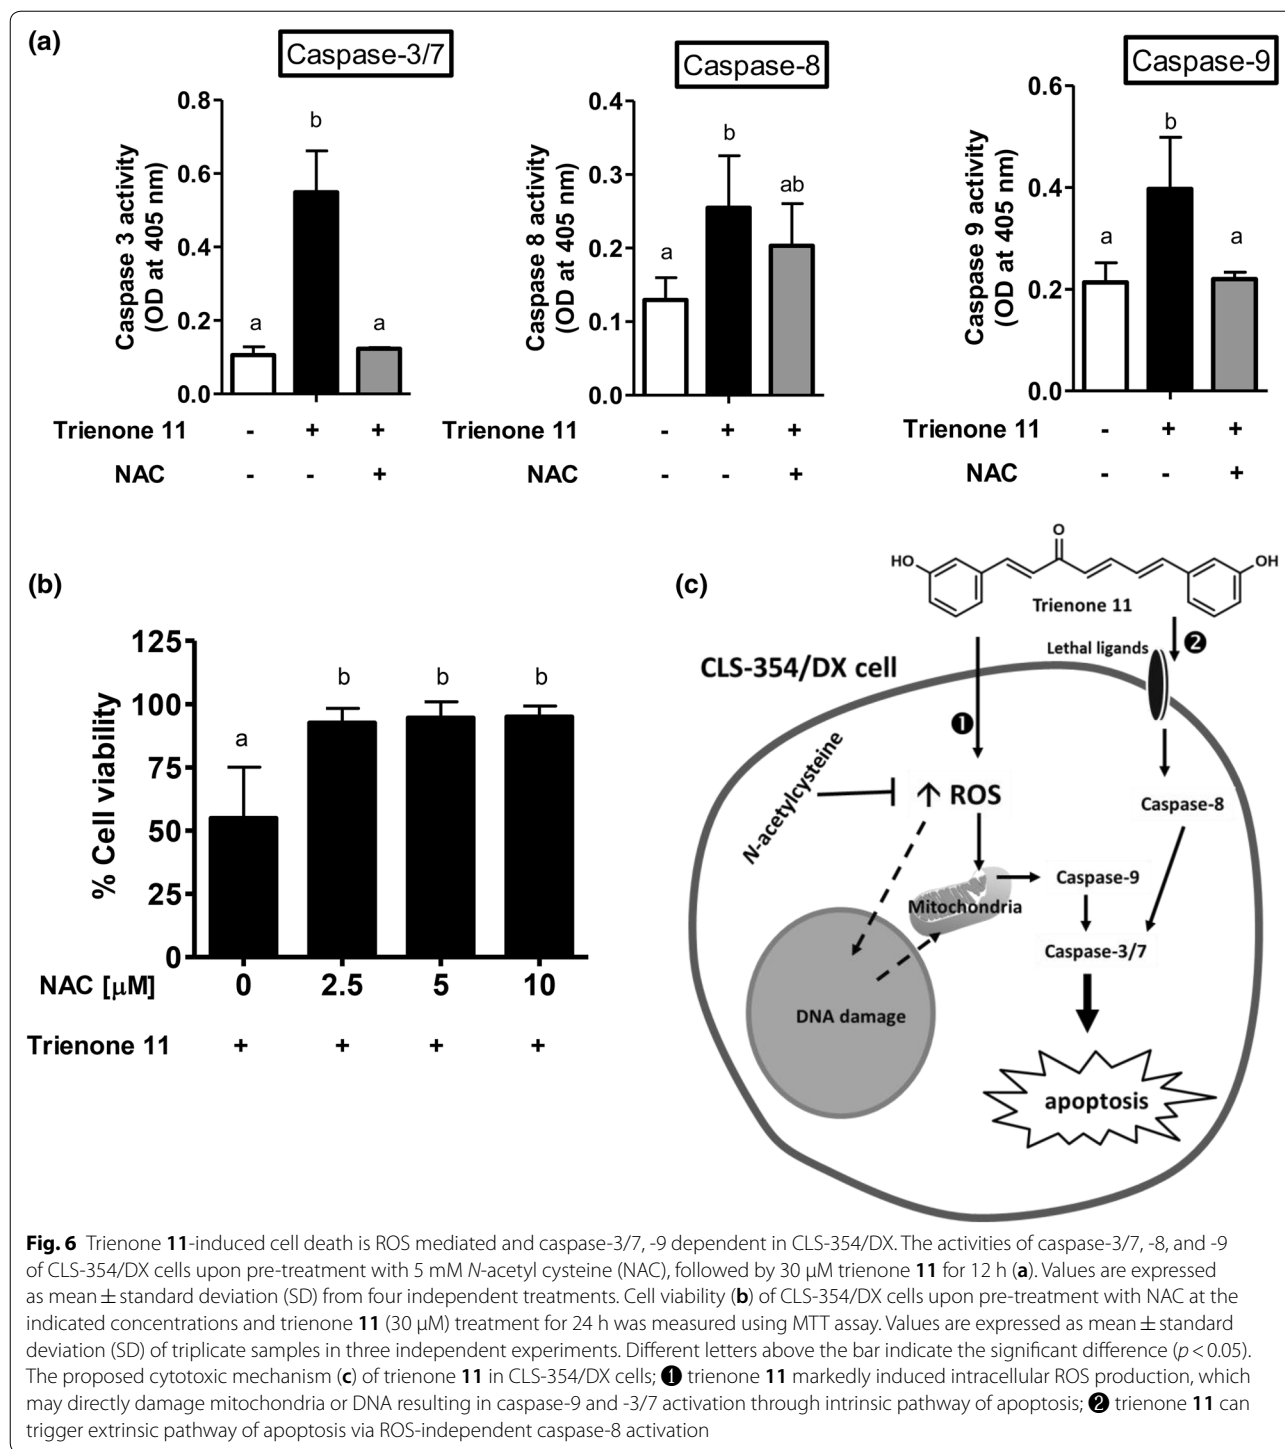 (a)
Caspase-3/7
Caspase 3 activity
(OD at 405 nm)
0.8
0.6
0.4
0.2
0.0
a
b
a
Trienone 11 - + +
NAC - - +
Caspase-8
Caspase 8 activity
(OD at 405 nm)
0.4
0.3
0.2
0.1
0.0
a
b
ab
Trienone 11 - + +
NAC - - +
Caspase-9
Caspase 9 activity
(OD at 405 nm)
0.6
0.4
0.2
0.0
a
b
a
Trienone 11 - + +
NAC - - +
(b)
% Cell viability
125
100
75
50
25
0
a
b
b
b
NAC [µM] 0 2.5 5 10
Trienone 11 + + + +
(c)
HO
O
OH
Trienone 11
❷
Lethal ligands
CLS-354/DX cell
❶
N-acetylcysteine
↑ ROS
Caspase-8
Mitochondria
Caspase-9
Caspase-3/7
DNA damage
apoptosis
Fig. 6 Trienone 11-induced cell death is ROS mediated and caspase-3/7, -9 dependent in CLS-354/DX. The activities of caspase-3/7, -8, and -9
of CLS-354/DX cells upon pre-treatment with 5 mM N-acetyl cysteine (NAC), followed by 30 µM trienone 11 for 12 h (a). Values are expressed
as mean ± standard deviation (SD) from four independent treatments. Cell viability (b) of CLS-354/DX cells upon pre-treatment with NAC at the
indicated concentrations and trienone 11 (30 µM) treatment for 24 h was measured using MTT assay. Values are expressed as mean ± standard
deviation (SD) of triplicate samples in three independent experiments. Different letters above the bar indicate the significant difference (p < 0.05).
The proposed cytotoxic mechanism (c) of trienone 11 in CLS-354/DX cells; ❶ trienone 11 markedly induced intracellular ROS production, which
may directly damage mitochondria or DNA resulting in caspase-9 and -3/7 activation through intrinsic pathway of apoptosis; ❷ trienone 11 can
trigger extrinsic pathway of apoptosis via ROS-independent caspase-8 activation